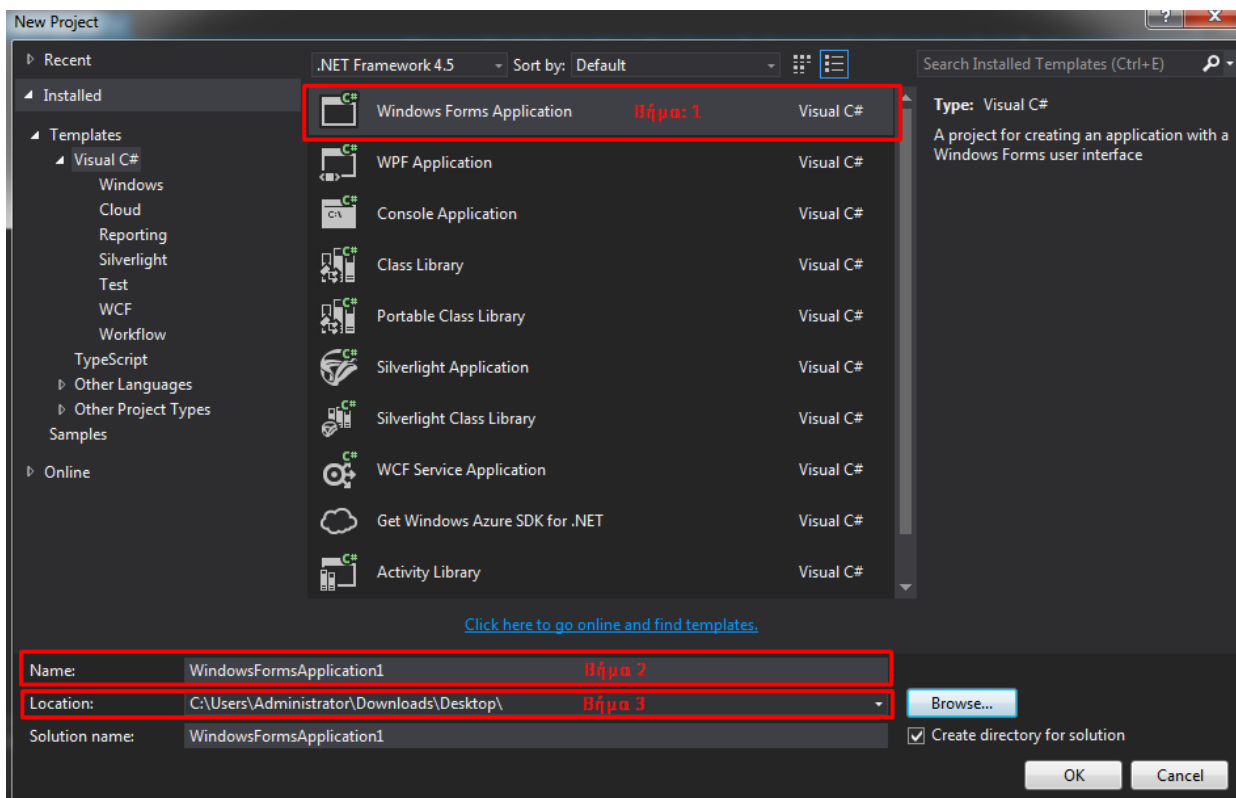 New Project
? x
Recent
.NET Framework 4.5 Sort by: Default
Search Installed Templates (Ctrl+E)
Installed
Templates
Visual C#
Windows
Cloud
Reporting
Silverlight
Test
WCF
Workflow
TypeScript
Other Languages
Other Project Types
Samples
Online
C# Windows Forms Application Βήμα: 1 Visual C#
C# WPF Application Visual C#
C# C:\ Console Application Visual C#
C# Class Library Visual C#
C# Portable Class Library Visual C#
C# Silverlight Application Visual C#
C# Silverlight Class Library Visual C#
C# WCF Service Application Visual C#
Get Windows Azure SDK for .NET Visual C#
C# Activity Library Visual C#
Click here to go online and find templates.
Type: Visual C#
A project for creating an application with a
Windows Forms user interface
Name: WindowsFormsApplication1 Βήμα 2
Location: C:\Users\Administrator\Downloads\Desktop\ Βήμα 3
Browse...
Solution name: WindowsFormsApplication1
Create directory for solution
OK Cancel